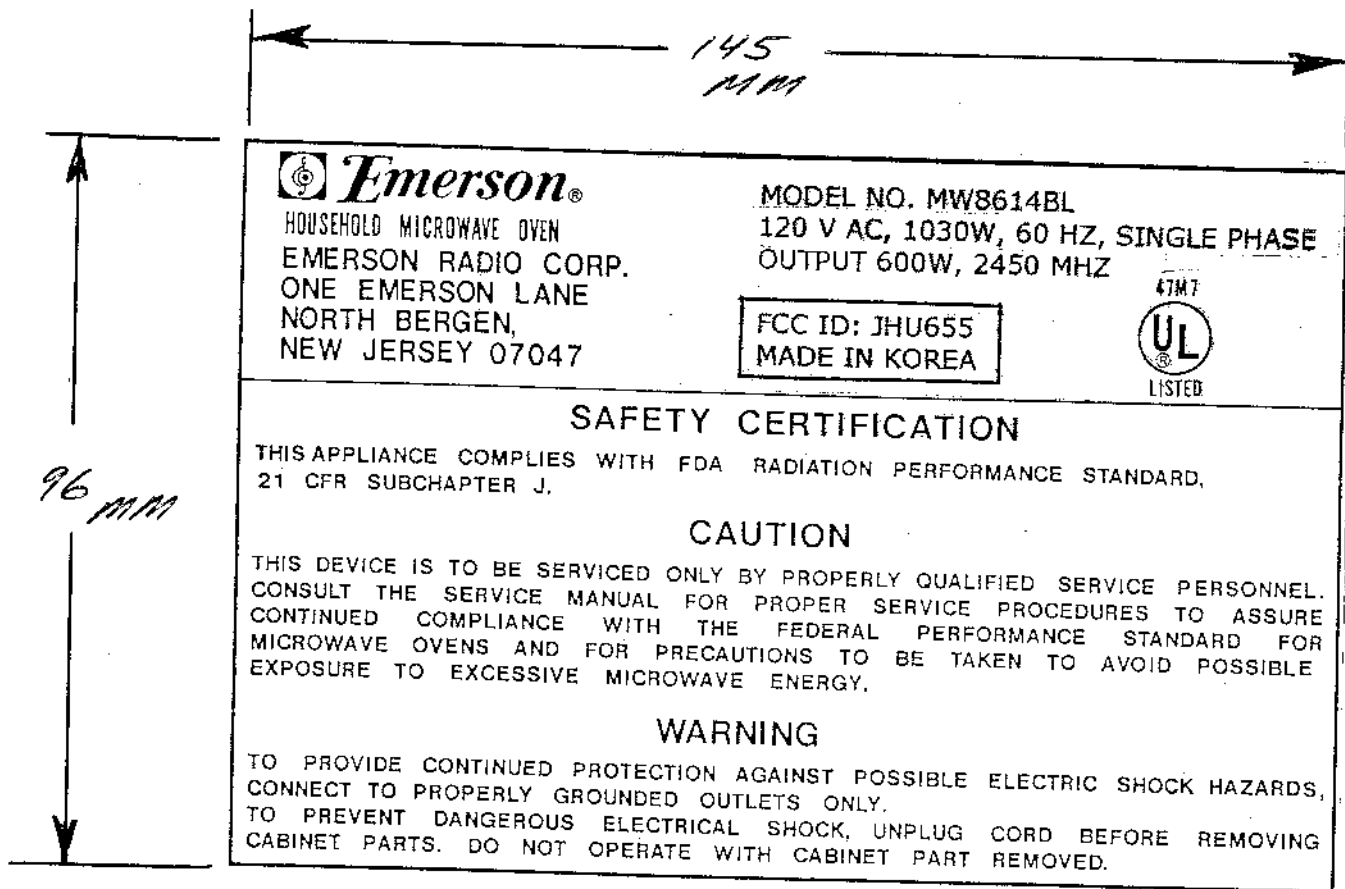 145
MM
96 MM
Emerson®
HOUSEHOLD MICROWAVE OVEN
EMERSON RADIO CORP.
ONE EMERSON LANE
NORTH BERGEN,
NEW JERSEY 07047
MODEL NO. MW8614BL
120 V AC, 1030W, 60 HZ, SINGLE PHASE
OUTPUT 600W, 2450 MHZ
FCC ID: JHU655
MADE IN KOREA
47M7
UL®
LISTED
SAFETY CERTIFICATION
THIS APPLIANCE COMPLIES WITH FDA RADIATION PERFORMANCE STANDARD,
21 CFR SUBCHAPTER J.
CAUTION
THIS DEVICE IS TO BE SERVICED ONLY BY PROPERLY QUALIFIED SERVICE PERSONNEL.
CONSULT THE SERVICE MANUAL FOR PROPER SERVICE PROCEDURES TO ASSURE
CONTINUED COMPLIANCE WITH THE FEDERAL PERFORMANCE STANDARD FOR
MICROWAVE OVENS AND FOR PRECAUTIONS TO BE TAKEN TO AVOID POSSIBLE
EXPOSURE TO EXCESSIVE MICROWAVE ENERGY.
WARNING
TO PROVIDE CONTINUED PROTECTION AGAINST POSSIBLE ELECTRIC SHOCK HAZARDS,
CONNECT TO PROPERLY GROUNDED OUTLETS ONLY.
TO PREVENT DANGEROUS ELECTRICAL SHOCK, UNPLUG CORD BEFORE REMOVING
CABINET PARTS. DO NOT OPERATE WITH CABINET PART REMOVED.